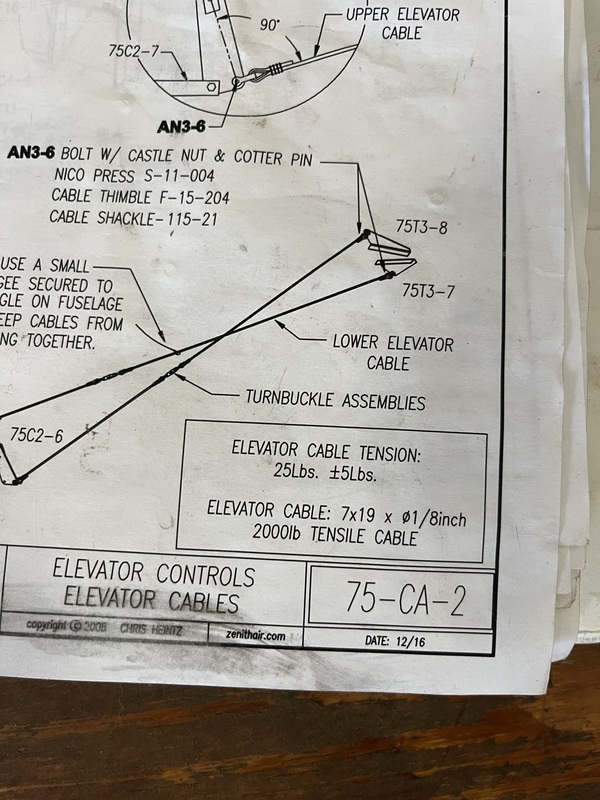 UPPER ELEVATOR
CABLE
90°
75C2-7
AN3-6
AN3-6 BOLT W/ CASTLE NUT & COTTER PIN
NICO PRESS S-11-004
CABLE THIMBLE F-15-204
CABLE SHACKLE-115-21
75T3-8
75T3-7
USE A SMALL
GEE SECURED TO
GLE ON FUSELAGE
EEP CABLES FROM
NG TOGETHER.
LOWER ELEVATOR
CABLE
TURNBUCKLE ASSEMBLIES
75C2-6
ELEVATOR CABLE TENSION:
25Lbs. ±5Lbs.
ELEVATOR CABLE: 7x19 x ø1/8inch
2000lb TENSILE CABLE
ELEVATOR CONTROLS
ELEVATOR CABLES
75-CA-2
copyright © 2008 CHRIS HEINTZ
zenithair.com
DATE: 12/16